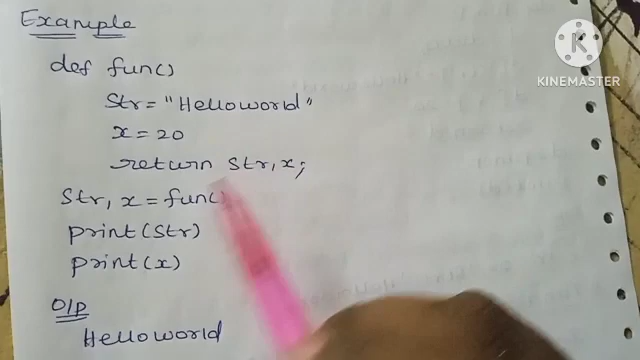 Example
def fun()
Str = "Helloworld"
x = 20
return Str, x;
Str, x = fun()
print(Str)
print(x)
O/P
Helloworld
K
KINEMASTER